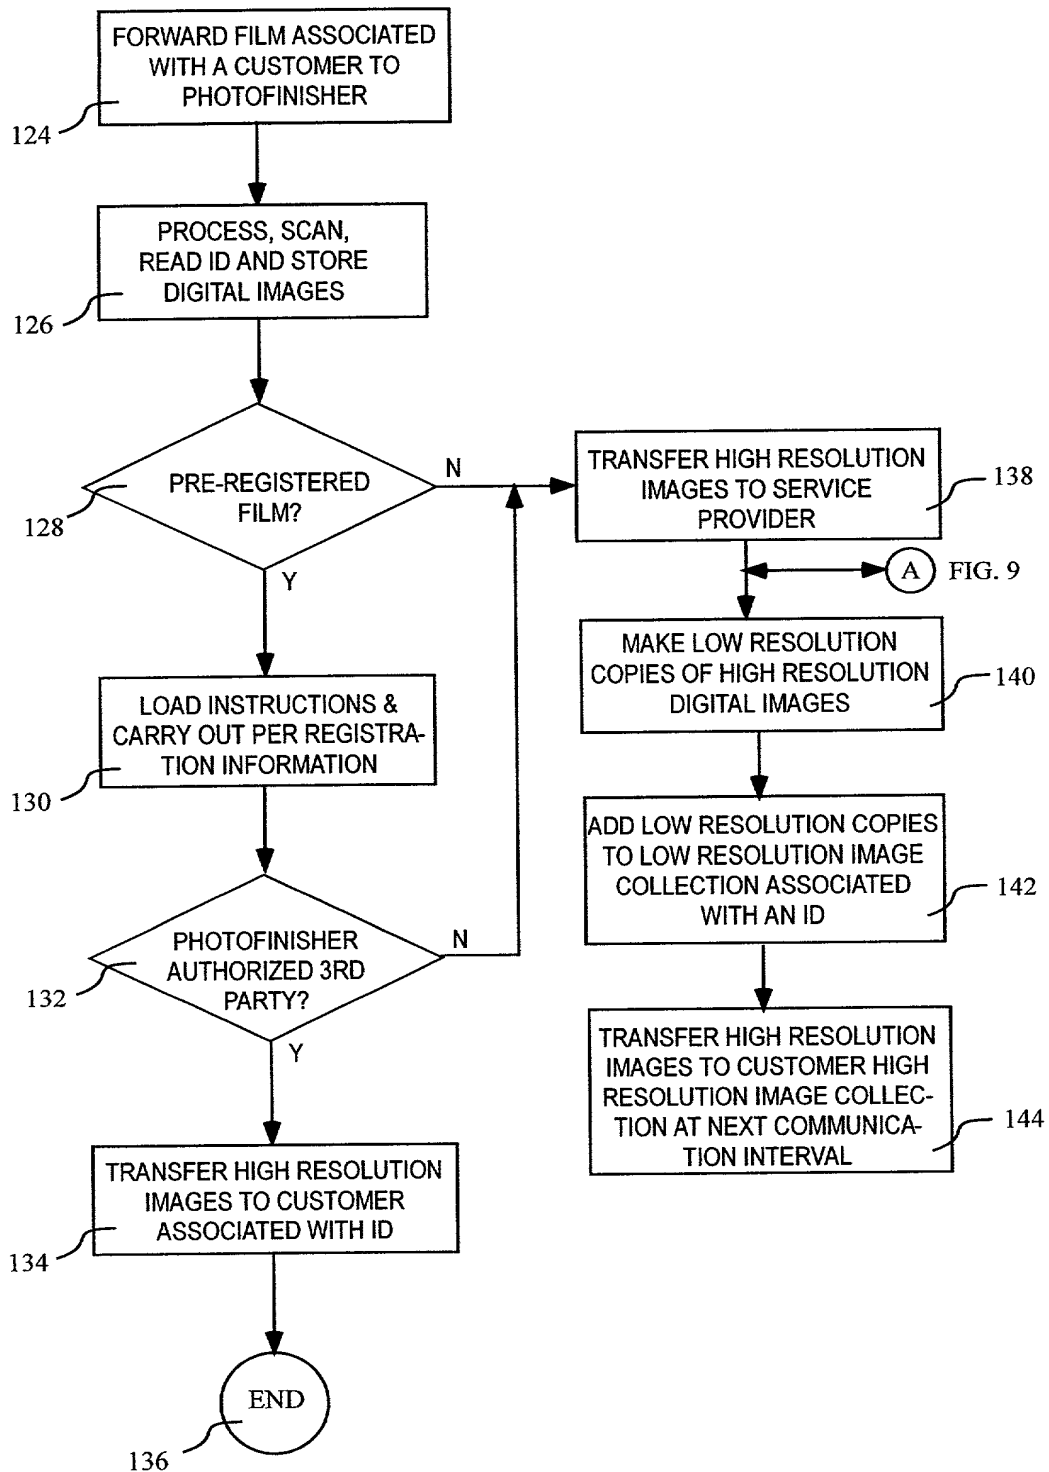 FORWARD FILM ASSOCIATED
WITH A CUSTOMER TO
PHOTOFINISHER
124
PROCESS, SCAN,
READ ID AND STORE
DIGITAL IMAGES
126
PRE-REGISTERED
FILM?
128
N
Y
LOAD INSTRUCTIONS &
CARRY OUT PER REGISTRA-
TION INFORMATION
130
PHOTOFINISHER
AUTHORIZED 3RD
PARTY?
132
N
Y
TRANSFER HIGH RESOLUTION
IMAGES TO CUSTOMER
ASSOCIATED WITH ID
134
END
136
TRANSFER HIGH RESOLUTION
IMAGES TO SERVICE
PROVIDER
138
A FIG. 9
MAKE LOW RESOLUTION
COPIES OF HIGH RESOLUTION
DIGITAL IMAGES
140
ADD LOW RESOLUTION COPIES
TO LOW RESOLUTION IMAGE
COLLECTION ASSOCIATED
WITH AN ID
142
TRANSFER HIGH RESOLUTION
IMAGES TO CUSTOMER HIGH
RESOLUTION IMAGE COLLEC-
TION AT NEXT COMMUNICA-
TION INTERVAL
144